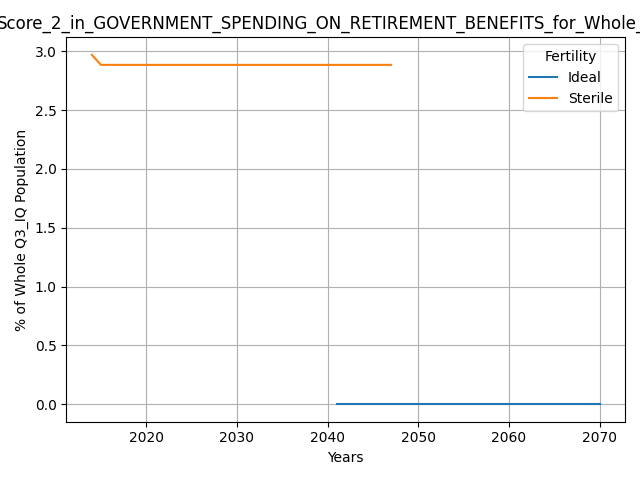 Score_2_in_GOVERNMENT_SPENDING_ON_RETIREMENT_BENEFITS_for_Whole_
Fertility
Ideal
Sterile
% of Whole Q3_IQ Population
3.0
2.5
2.0
1.5
1.0
0.5
0.0
2020 2030 2040 2050 2060 2070
Years